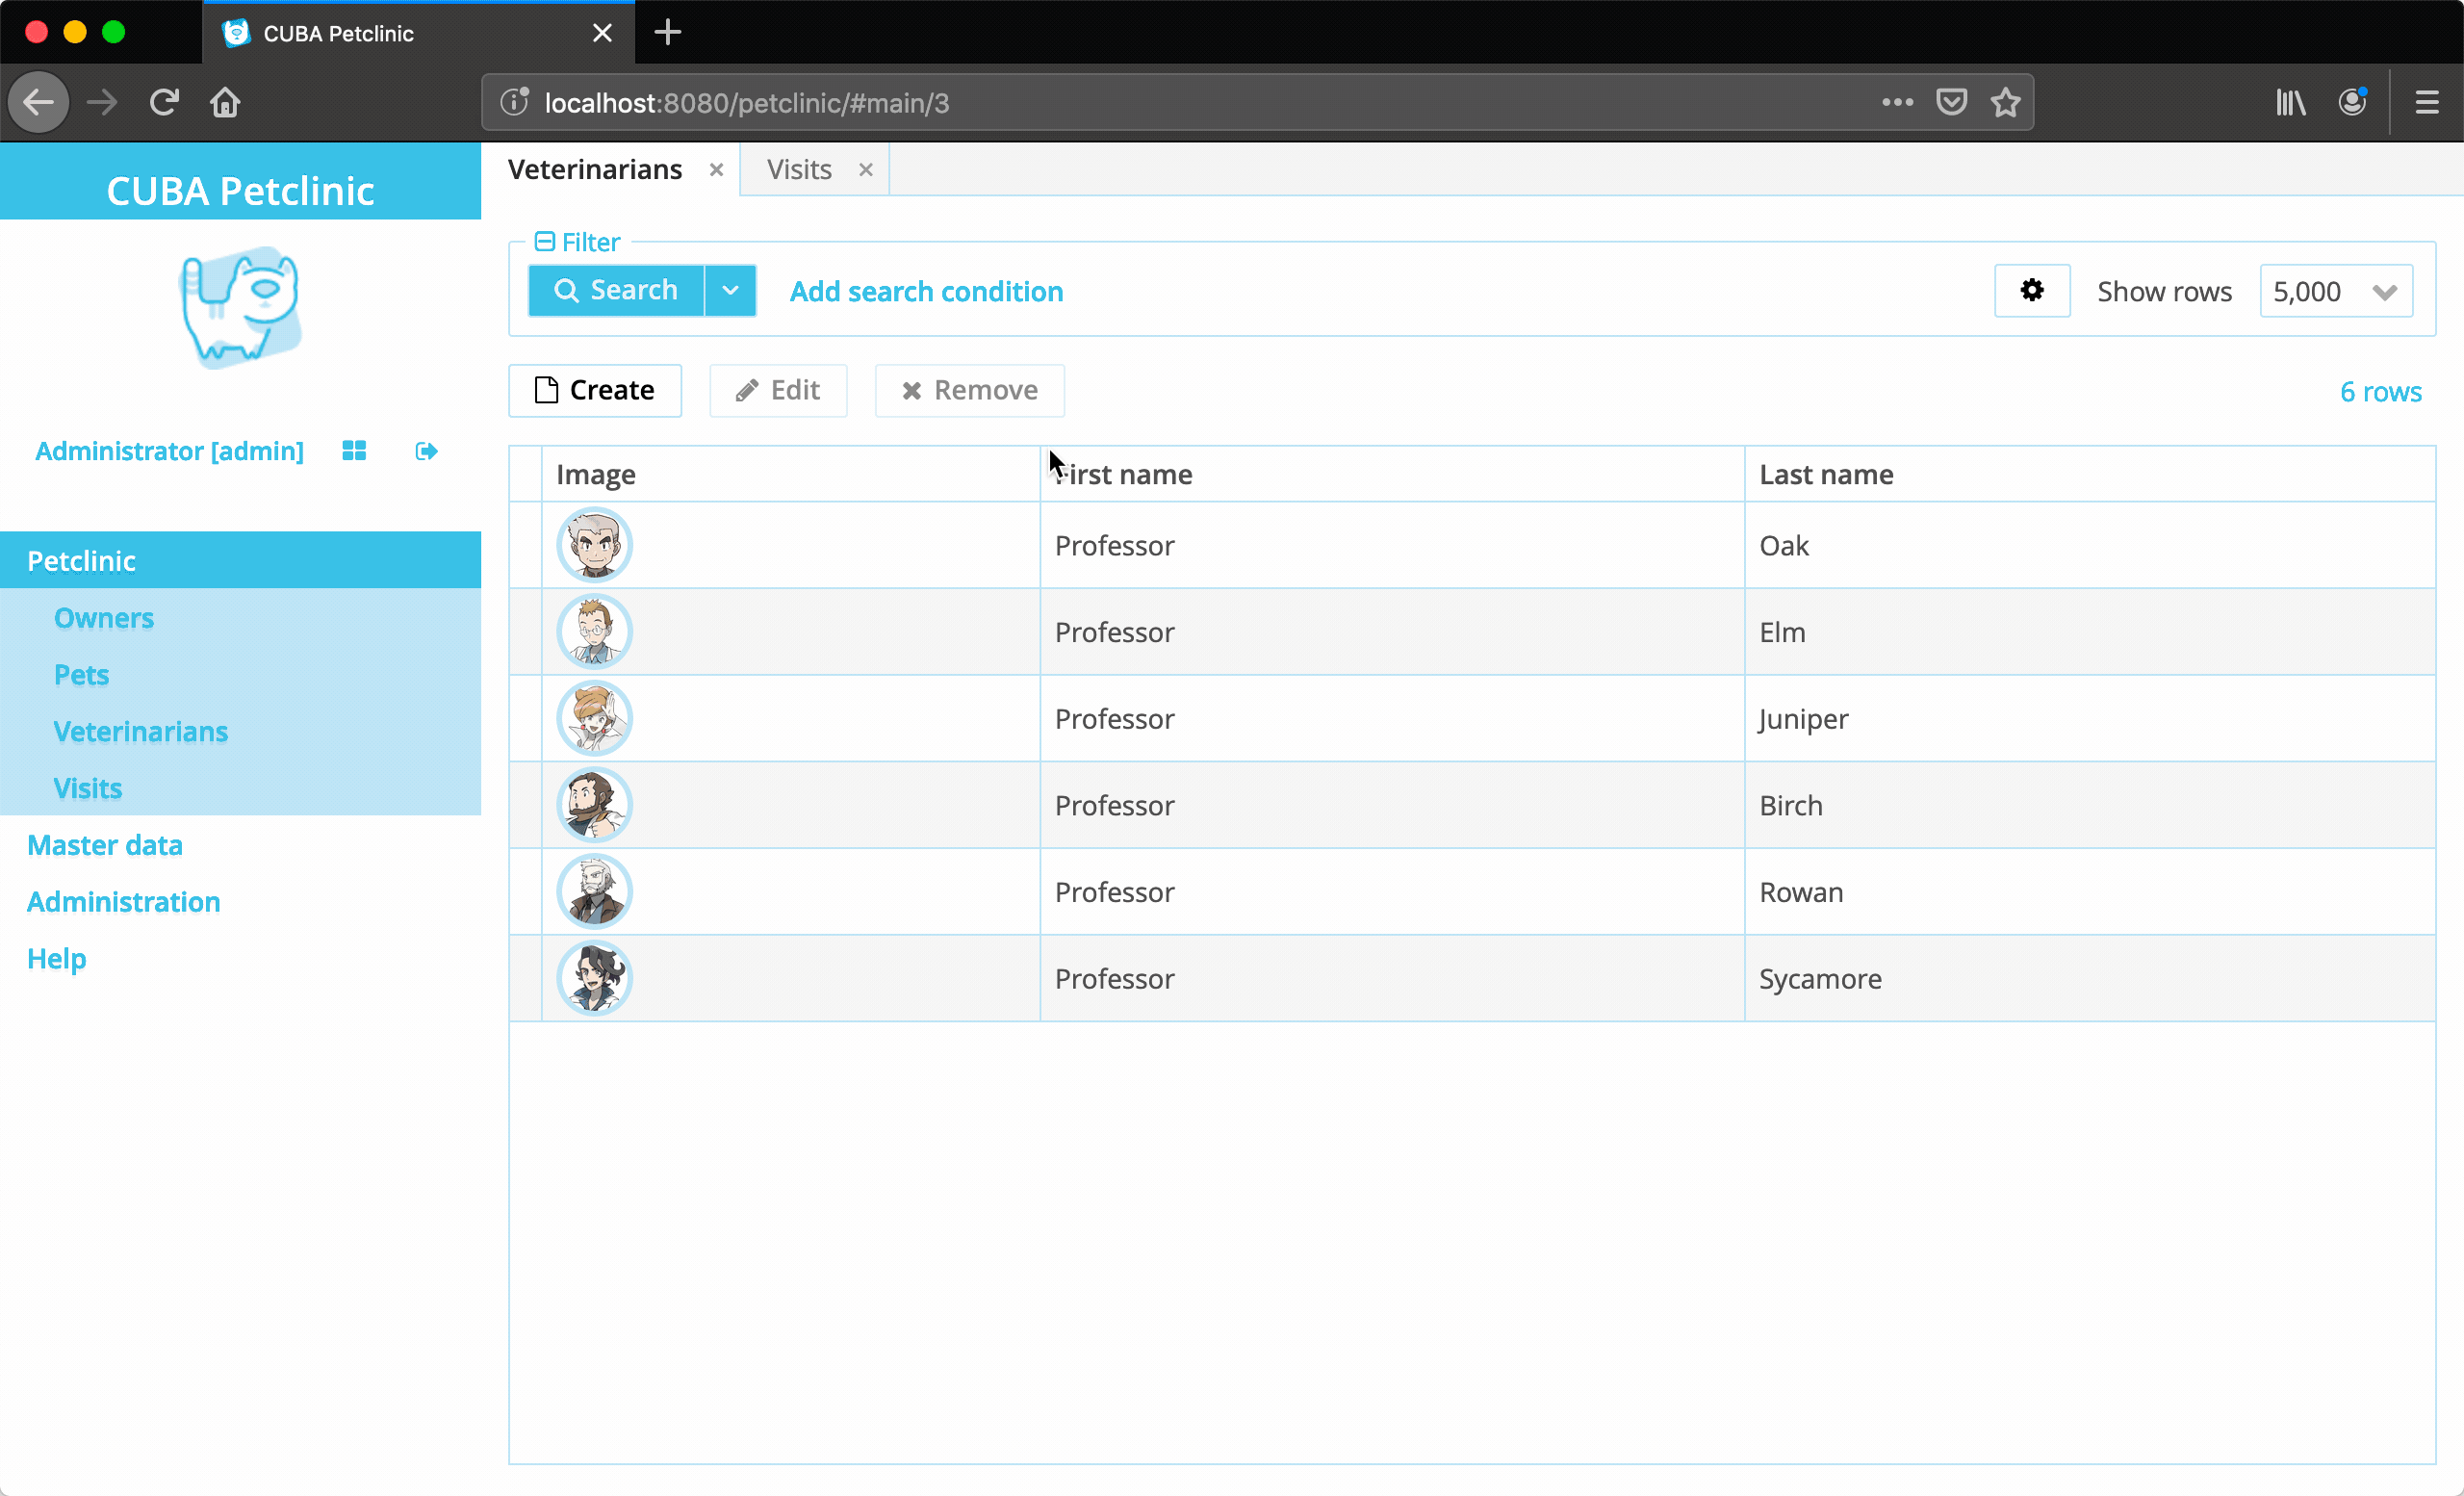 CUBA Petclinic
localhost:8080/petclinic/#main/3
CUBA Petclinic
Administrator [admin]
Petclinic
Owners
Pets
Veterinarians
Visits
Master data
Administration
Help
Veterinarians Visits
Filter
Search Add search condition Show rows 5,000
Create Edit Remove 6 rows
Image First name Last name
Professor Oak
Professor Elm
Professor Juniper
Professor Birch
Professor Rowan
Professor Sycamore